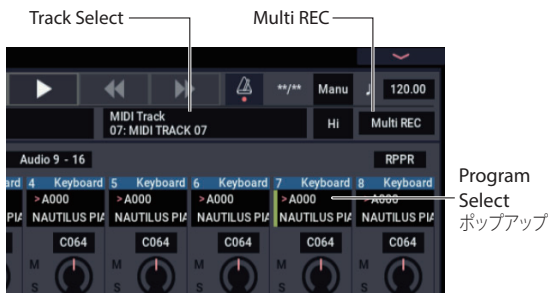 Track Select
Multi REC
**/** Manu ♩ 120.00
MIDI Track
07: MIDI TRACK 07
Hi
Multi REC
Audio 9 - 16
RPPR
ard 4 Keyboard 5 Keyboard 6 Keyboard 7 Keyboard 8 Keyboard
>A000 >A000 >A000 >A000 >A000
PIA NAUTILUS PIA NAUTILUS PIA NAUTILUS PIA NAUTILUS PIA NAUTILUS PIA
C064 C064 C064 C064 C064
M M M M M
S S S S S
Program
Select
ポップアップ